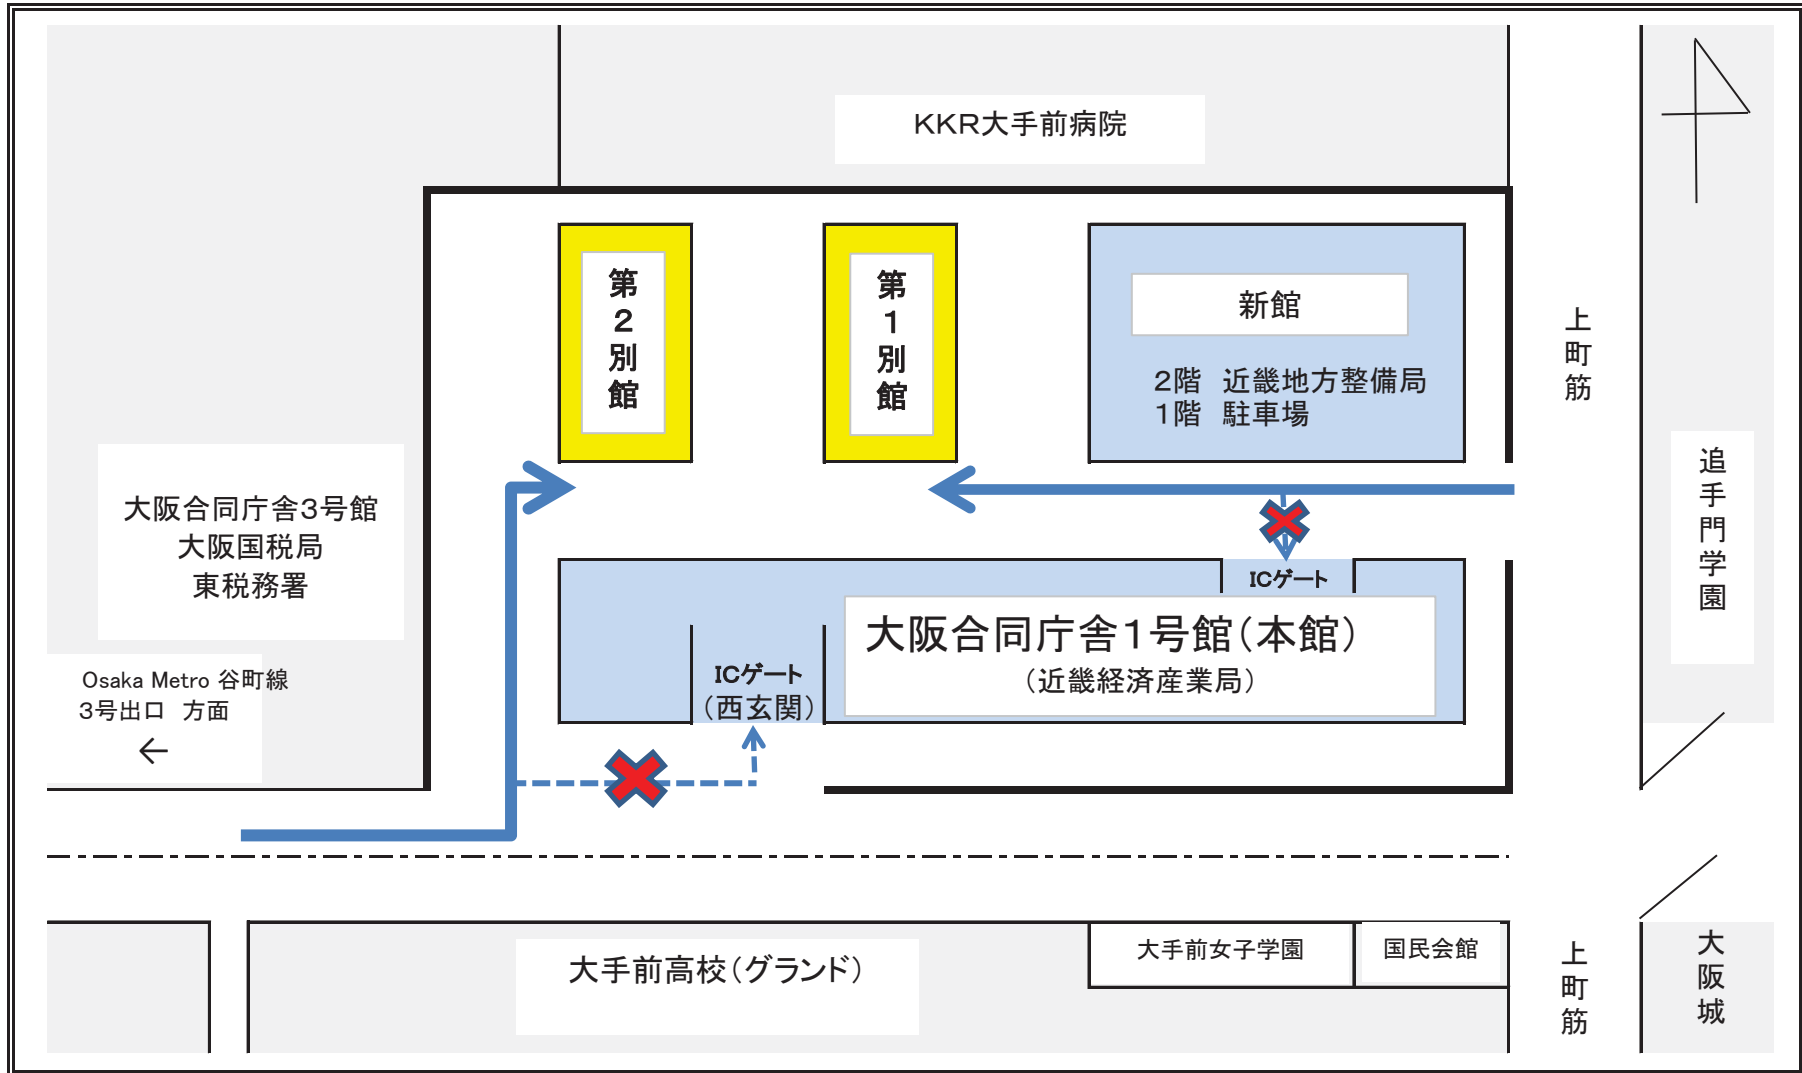 KKR大手前病院
第2別館
第1別館
新館
2階 近畿地方整備局
1階 駐車場
上町筋
追手門学園
大阪合同庁舎3号館
大阪国税局
東税務署
ICゲート
大阪合同庁舎1号館(本館)
(近畿経済産業局)
ICゲート
(西玄関)
Osaka Metro 谷町線
3号出口 方面
←
大手前高校(グランド)
大手前女子学園
国民会館
上町筋
大阪城